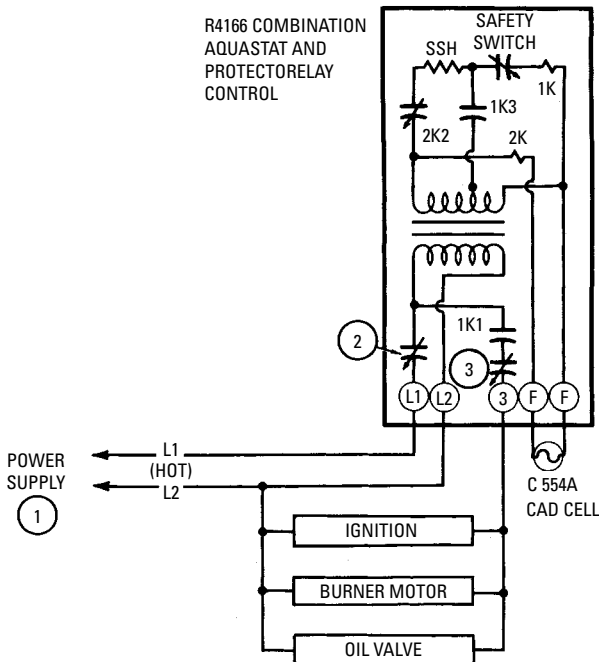 R4166 COMBINATION
AQUASTAT AND
PROTECTORELAY
CONTROL
SAFETY
SWITCH
SSH
1K
1K3
2K2
2K
1K1
2
3
L1
L2
3
F
F
L1
(HOT)
L2
POWER
SUPPLY
1
C 554A
CAD CELL
IGNITION
BURNER MOTOR
OIL VALVE